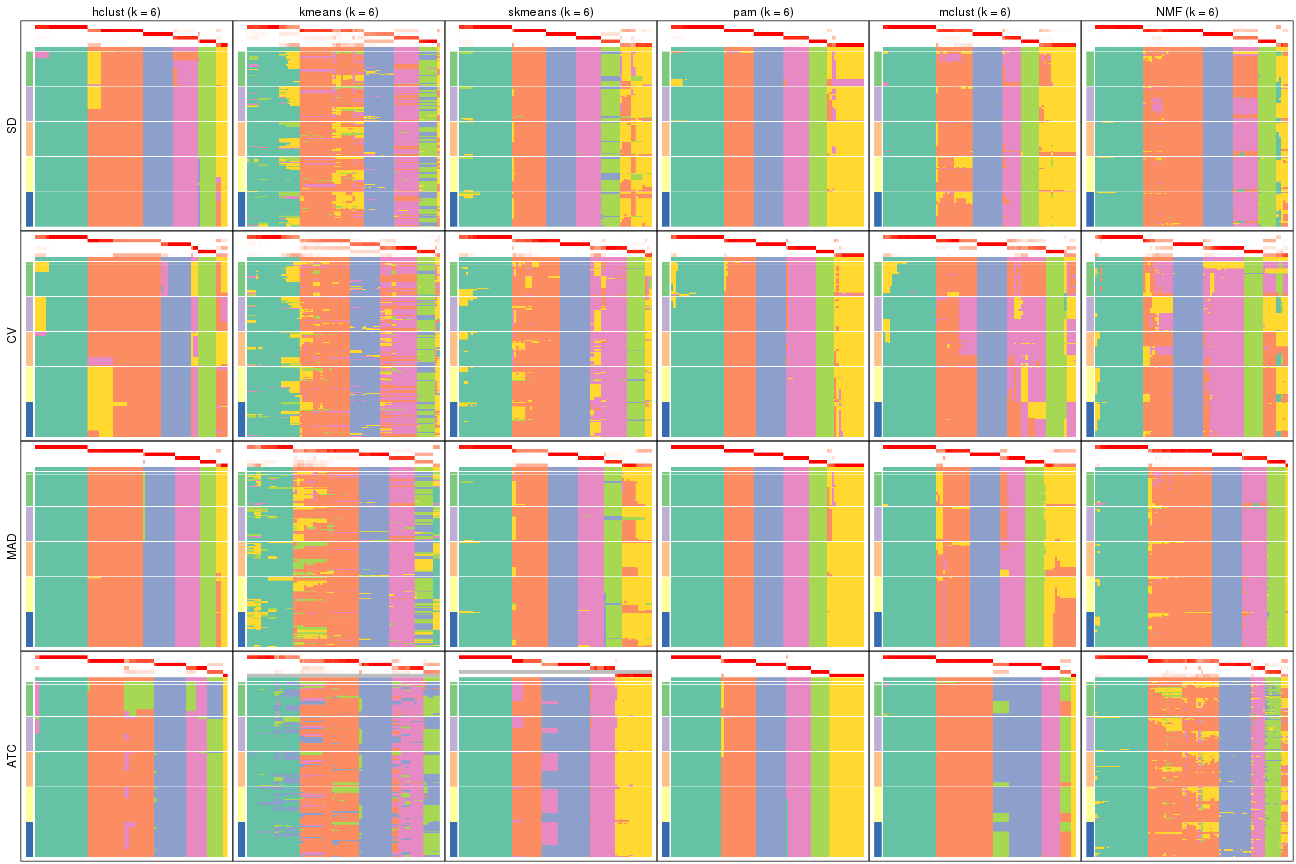 hclust (k = 6)
kmeans (k = 6)
skmeans (k = 6)
pam (k = 6)
mclust (k = 6)
NMF (k = 6)
SD
CV
MAD
ATC